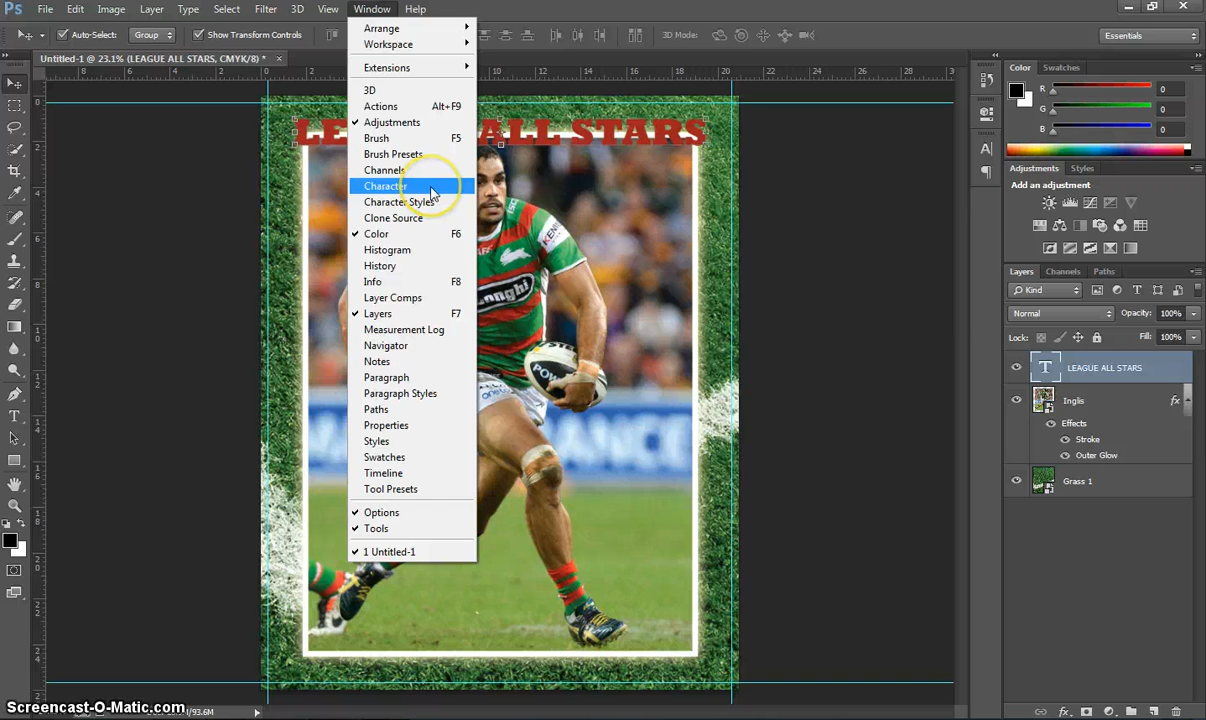 Ps File Edit Image Layer Type Select Filter 3D View Window Help
Auto-Select: Group Show Transform Controls 3D Mode: Essentials
Untitled-1 @ 23.1% (LEAGUE ALL STARS, CMYK/8) * ×
Arrange
Workspace
Extensions
3D
Actions Alt+F9
Adjustments
Brush F5
Brush Presets
Channels
Character
Character Styles
Clone Source
Color F6
Histogram
History
Info F8
Layer Comps
Layers F7
Measurement Log
Navigator
Notes
Paragraph
Paragraph Styles
Paths
Properties
Styles
Swatches
Timeline
Tool Presets
Options
Tools
1 Untitled-1
ALL STARS
Color Swatches
R 0
G 0
B 0
Adjustments Styles
Add an adjustment
Layers Channels Paths
Kind
Normal Opacity: 100%
Lock: Fill: 100%
LEAGUE ALL STARS
Inglis fx
Effects
Stroke
Outer Glow
Grass 1
Screencast-O-Matic.com